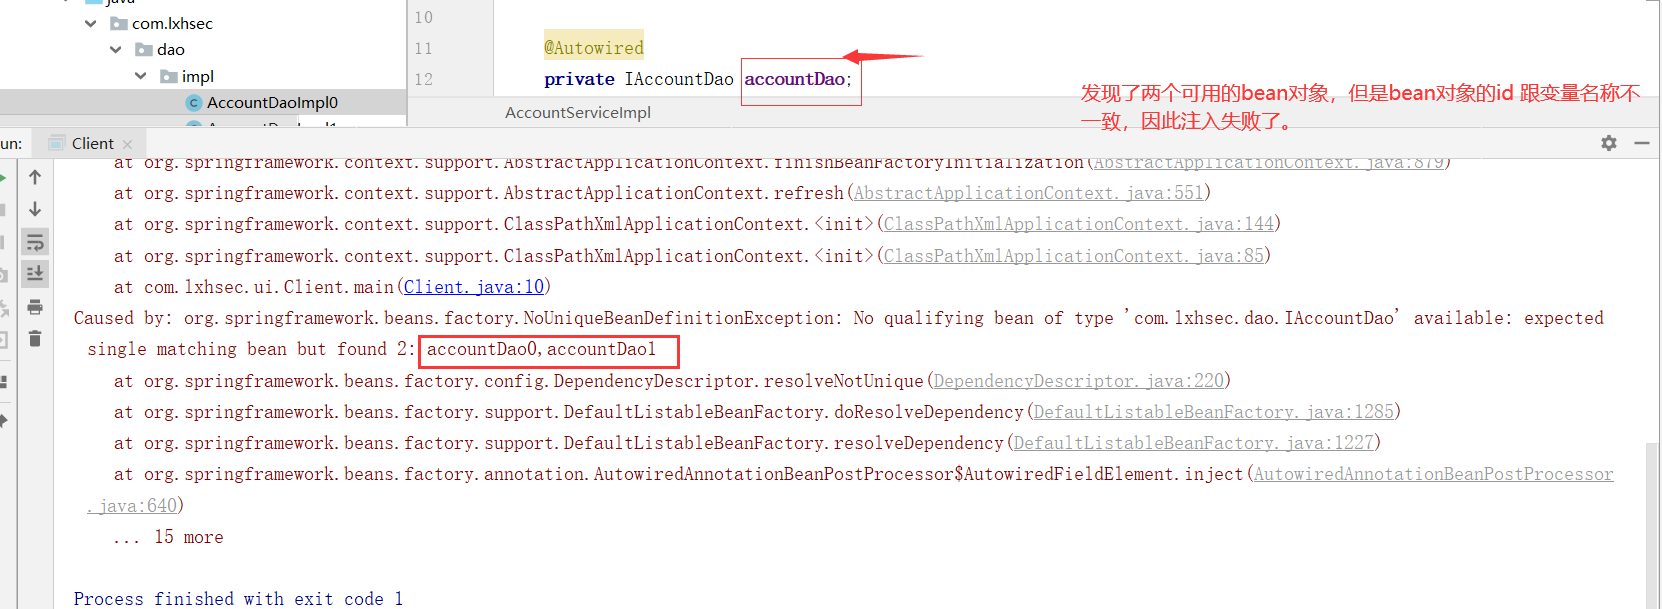 java
com.lxhsec
dao
impl
AccountDaoImpl0
10
11
12
@Autowired
private IAccountDao accountDao;
AccountServiceImpl
发现了两个可用的bean对象，但是bean对象的id 跟变量名称不
一致，因此注入失败了。
un:
Client
at org.springframework.context.support.AbstractApplicationContext.finishBeanFactoryInitialization(AbstractApplicationContext.java:879)
at org.springframework.context.support.AbstractApplicationContext.refresh(AbstractApplicationContext.java:551)
at org.springframework.context.support.ClassPathXmlApplicationContext.<init>(ClassPathXmlApplicationContext.java:144)
at org.springframework.context.support.ClassPathXmlApplicationContext.<init>(ClassPathXmlApplicationContext.java:85)
at com.lxhsec.ui.Client.main(Client.java:10)
Caused by: org.springframework.beans.factory.NoUniqueBeanDefinitionException: No qualifying bean of type 'com.lxhsec.dao.IAccountDao' available: expected
single matching bean but found 2: accountDao0,accountDao1
at org.springframework.beans.factory.config.DependencyDescriptor.resolveNotUnique(DependencyDescriptor.java:220)
at org.springframework.beans.factory.support.DefaultListableBeanFactory.doResolveDependency(DefaultListableBeanFactory.java:1285)
at org.springframework.beans.factory.support.DefaultListableBeanFactory.resolveDependency(DefaultListableBeanFactory.java:1227)
at org.springframework.beans.factory.annotation.AutowiredAnnotationBeanPostProcessor$AutowiredFieldElement.inject(AutowiredAnnotationBeanPostProcessor
.java:640)
... 15 more
Process finished with exit code 1